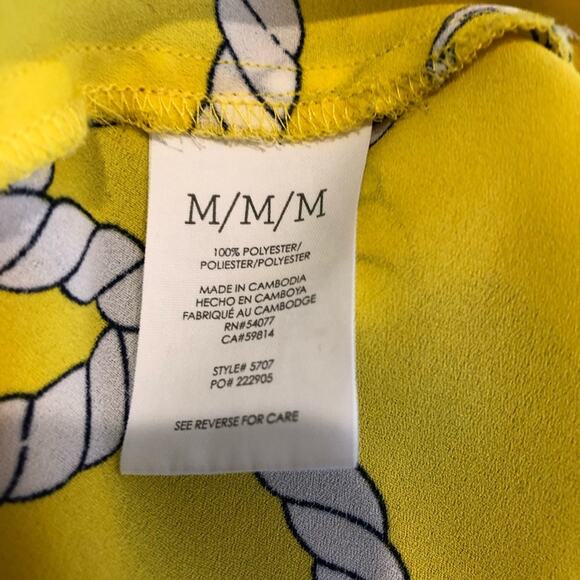 M/M/M
100% POLYESTER/
POLIESTER/POLYESTER
MADE IN CAMBODIA
HECHO EN CAMBOYA
FABRIQUÉ AU CAMBODGE
RN#54077
CA#59814
STYLE# 5707
PO# 222905
SEE REVERSE FOR CARE